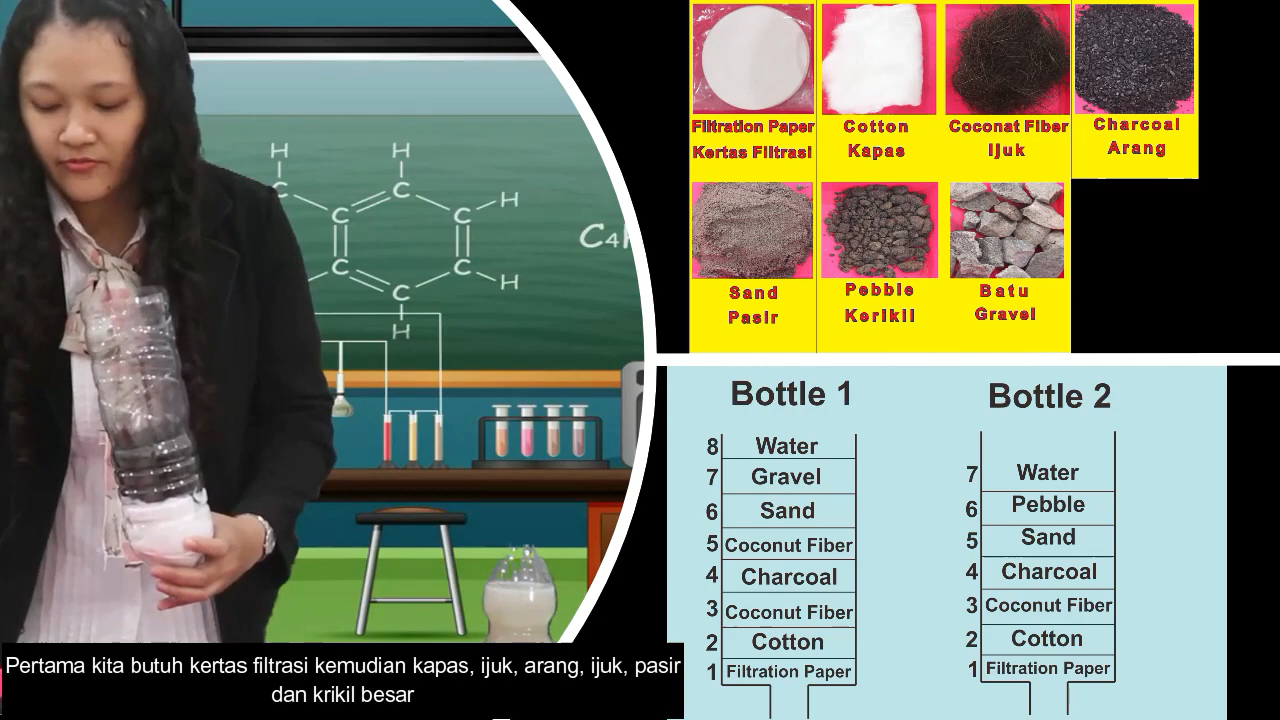 H
H
C
C
H
C
C
C
C
H
C
H
C₄
Pertama kita butuh kertas filtrasi kemudian kapas, ijuk, arang, ijuk, pasir
dan krikil besar
Filtration Paper
Kertas Filtrasi
Cotton
Kapas
Coconat Fiber
Ijuk
Charcoal
Arang
Sand
Pasir
Pebble
Kerikil
Batu
Gravel
Bottle 1
8 Water
7 Gravel
6 Sand
5 Coconut Fiber
4 Charcoal
3 Coconut Fiber
2 Cotton
1 Filtration Paper
Bottle 2
7 Water
6 Pebble
5 Sand
4 Charcoal
3 Coconut Fiber
2 Cotton
1 Filtration Paper